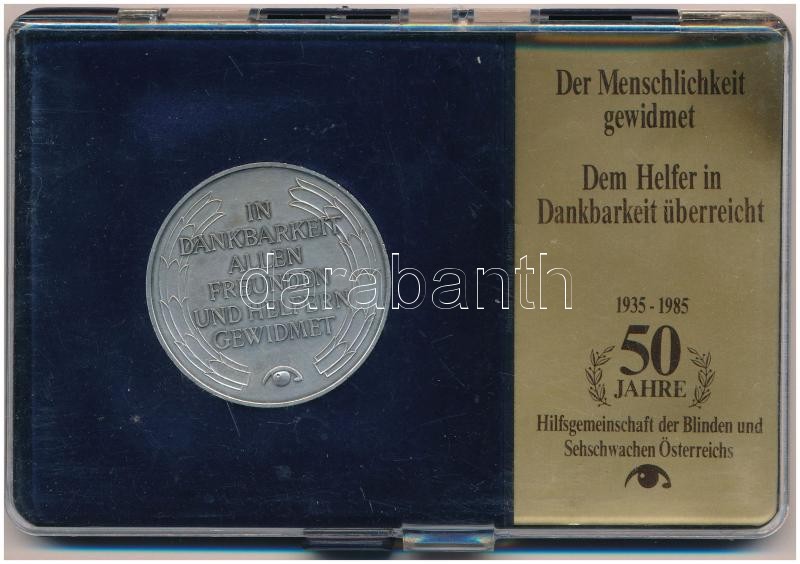 IN
DANKBARKEIT
ALLEN
FREUNDEN
UND HELFERN
GEWIDMET
darabanth
Der Menschlichkeit
gewidmet
Dem Helfer in
Dankbarkeit überreicht
1935 - 1985
50
JAHRE
Hilfsgemeinschaft der Blinden und
Sehschwachen Österreichs